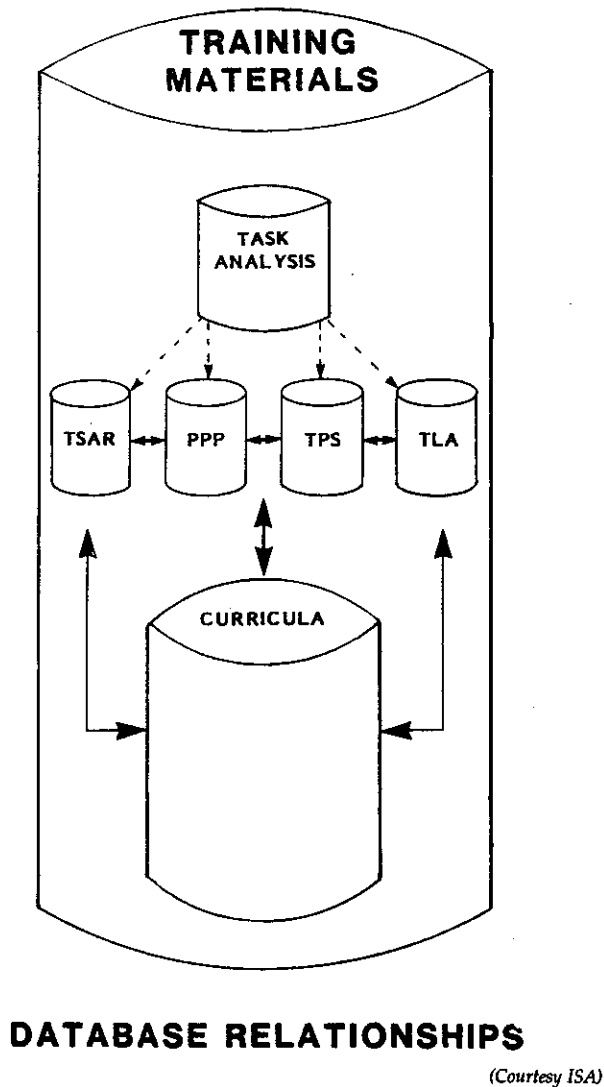 TRAINING
MATERIALS
TASK
ANALYSIS
TSAR
PPP
TPS
TLA
CURRICULA
DATABASE RELATIONSHIPS
(Courtesy ISA)